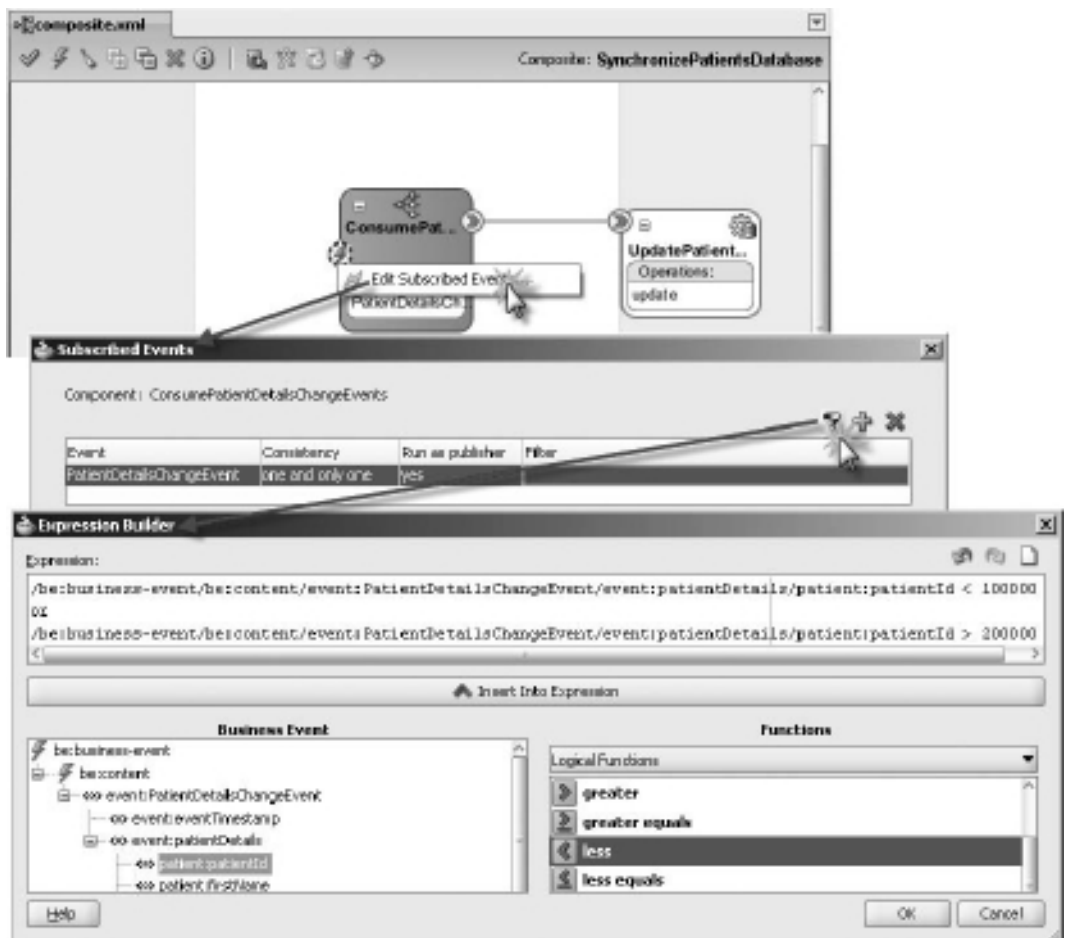 composite.xml
Composite: SynchronizePatientsDatabase
ConsumePat...
Edit Subscribed Even
PatientDetailsCh...
UpdatePatient...
Operations:
update
Subscribed Events
Component: ConsumePatientDetailsChangeEvents
Event Consistency Run as publisher Filter
PatientDetailsChangeEvent one and only one yes
Expression Builder
Expression:
/be:business-event/be:content/event:PatientDetailsChangeEvent/event:patientDetails/patient:patientId < 100000
or
/be:business-event/be:content/event:PatientDetailsChangeEvent/event:patientDetails/patient:patientId > 200000
Insert Into Expression
Business Event
be:business-event
be:content
event:PatientDetailsChangeEvent
event:eventTimestamp
event:patientDetails
patient:patientId
patient:firstName
Functions
Logical Functions
greater
greater equals
less
less equals
Help
OK
Cancel